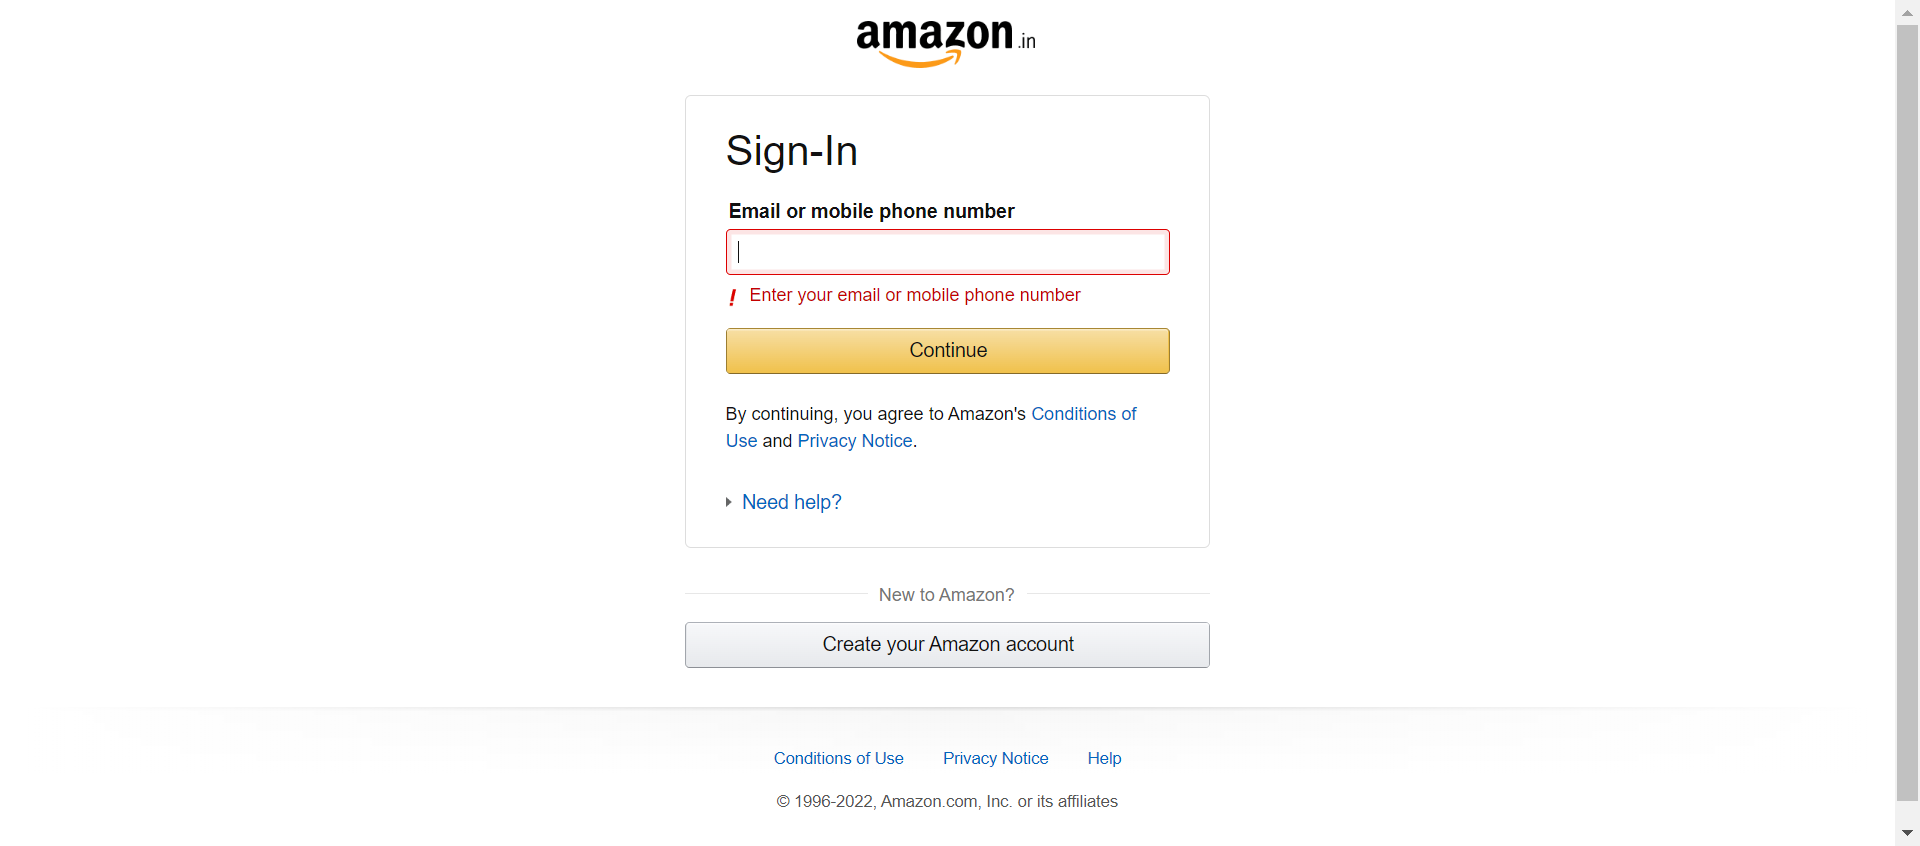 amazon.in
Sign-In
Email or mobile phone number
! Enter your email or mobile phone number
Continue
By continuing, you agree to Amazon's Conditions of
Use and Privacy Notice.
Need help?
New to Amazon?
Create your Amazon account
Conditions of Use Privacy Notice Help
© 1996-2022, Amazon.com, Inc. or its affiliates